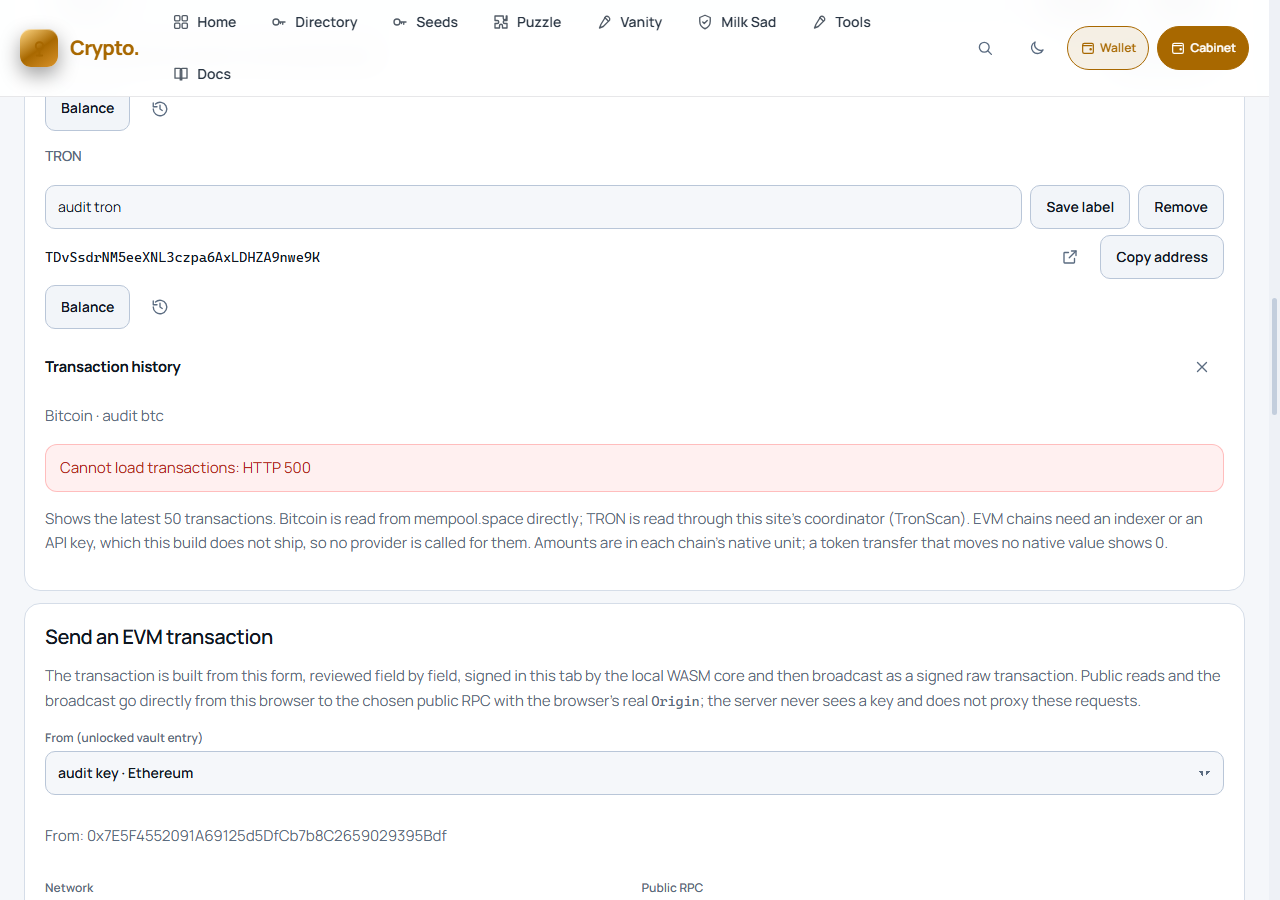 Crypto.
Home
Directory
Seeds
Puzzle
Vanity
Milk Sad
Tools
Docs
Wallet
Cabinet
Balance
TRON
audit tron
Save label
Remove
TDvSsdrNM5eeXNL3czpa6AxLDHZA9nwe9K
Copy address
Balance
Transaction history
Bitcoin · audit btc
Cannot load transactions: HTTP 500
Shows the latest 50 transactions. Bitcoin is read from mempool.space directly; TRON is read through this site's coordinator (TronScan). EVM chains need an indexer or an
API key, which this build does not ship, so no provider is called for them. Amounts are in each chain's native unit; a token transfer that moves no native value shows 0.
Send an EVM transaction
The transaction is built from this form, reviewed field by field, signed in this tab by the local WASM core and then broadcast as a signed raw transaction. Public reads and the
broadcast go directly from this browser to the chosen public RPC with the browser's real Origin; the server never sees a key and does not proxy these requests.
From (unlocked vault entry)
audit key · Ethereum
From: 0x7E5F4552091A69125d5DfCb7b8C2659029395Bdf
Network
Public RPC